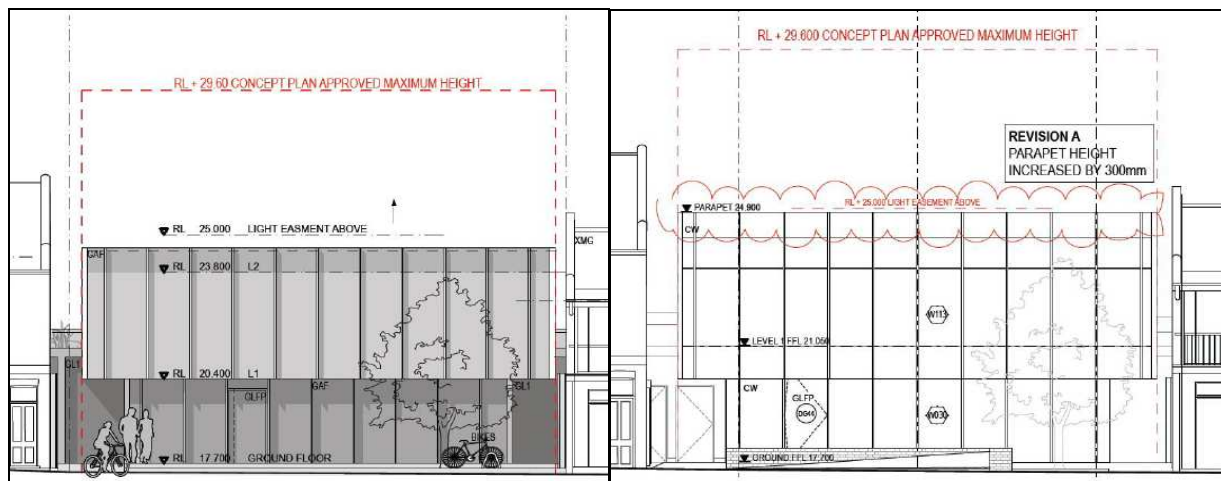 RL + 29.60 CONCEPT PLAN APPROVED MAXIMUM HEIGHT
RL 25.000 LIGHT EASMENT ABOVE
XMG
GAF
RL 23.800 L2
GL1
RL 20.400 L1
GAF
GL1
GLFP
BIKES
RL 17.700 GROUND FLOOR
RL + 29.600 CONCEPT PLAN APPROVED MAXIMUM HEIGHT
REVISION A
PARAPET HEIGHT
INCREASED BY 300mm
RL + 25.000 LIGHT EASEMENT ABOVE
PARAPET 24.900
CW
W113
LEVEL 1 FFL 21.050
CW
GLFP
DG44
W030
GROUND FFL 17.700